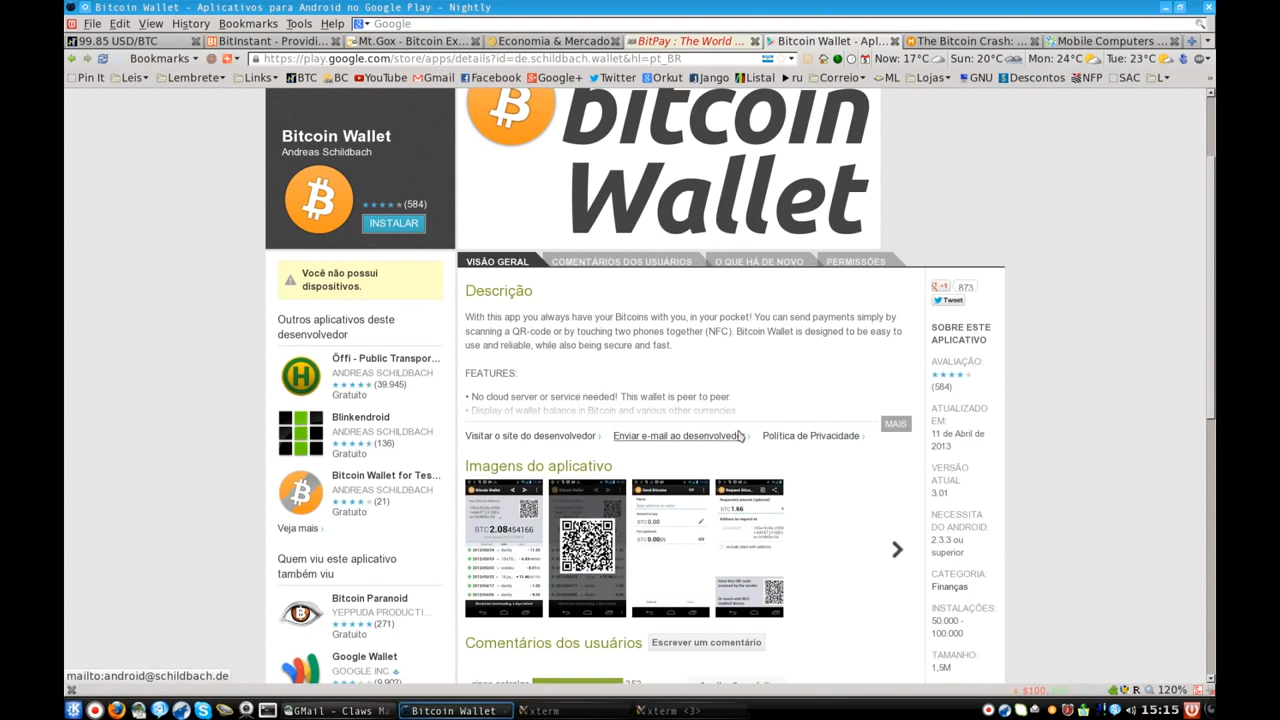 Bitcoin Wallet - Aplicativos para Android no Google Play - Nightly
File Edit View History Bookmarks Tools Help Google
99.85 USD/BTC BitInstant - Providi... Mt.Gox - Bitcoin Ex... Economia & Mercado BitPay : The World ... Bitcoin Wallet - Apl... The Bitcoin Crash: ... Mobile Computers ...
Bookmarks https://play.google.com/store/apps/details?id=de.schildbach.wallet&hl=pt_BR Now: 17°C Sun: 20°C Mon: 24°C Tue: 23°C
Pin It Leis Lembrete Links BTC BC YouTube Gmail Facebook Google+ Twitter Orkut Jango Listal ru Correio ML Lojas GNU Descontos NFP SAC L
bitcoin
Wallet
Bitcoin Wallet
Andreas Schildbach
(584)
INSTALAR
Você não possui
dispositivos.
Outros aplicativos deste
desenvolvedor
Öffi - Public Transpor...
ANDREAS SCHILDBACH
(39.945)
Gratuito
Blinkendroid
ANDREAS SCHILDBACH
(136)
Gratuito
Bitcoin Wallet for Tes...
ANDREAS SCHILDBACH
(21)
Gratuito
Veja mais ›
Quem viu este aplicativo
também viu
Bitcoin Paranoid
YEPPUDA PRODUCTI...
(271)
Gratuito
Google Wallet
GOOGLE INC.
(9.902)
VISÃO GERAL COMENTÁRIOS DOS USUÁRIOS O QUE HÁ DE NOVO PERMISSÕES
Descrição
With this app you always have your Bitcoins with you, in your pocket! You can send payments simply by
scanning a QR-code or by touching two phones together (NFC). Bitcoin Wallet is designed to be easy to
use and reliable, while also being secure and fast.
FEATURES:
• No cloud server or service needed! This wallet is peer to peer.
• Display of wallet balance in Bitcoin and various other currencies
MAIS
Visitar o site do desenvolvedor › Enviar e-mail ao desenvolvedor › Política de Privacidade ›
Imagens do aplicativo
BTC 2.08454166
BTC 0.00
BTC 0.0005
BTC 1.66
Comentários dos usuários Escrever um comentário
+1 873
Tweet
SOBRE ESTE
APLICATIVO
AVALIAÇÃO:
(584)
ATUALIZADO
EM:
11 de Abril de
2013
VERSÃO
ATUAL
3.01
NECESSITA
DO ANDROID:
2.3.3 ou
superior
CATEGORIA:
Finanças
INSTALAÇÕES:
50.000 -
100.000
TAMANHO:
1,5M
mailto:android@schildbach.de
$100. R 120%
GMail - Claws Ma Bitcoin Wallet - xterm xterm <3> 15:15